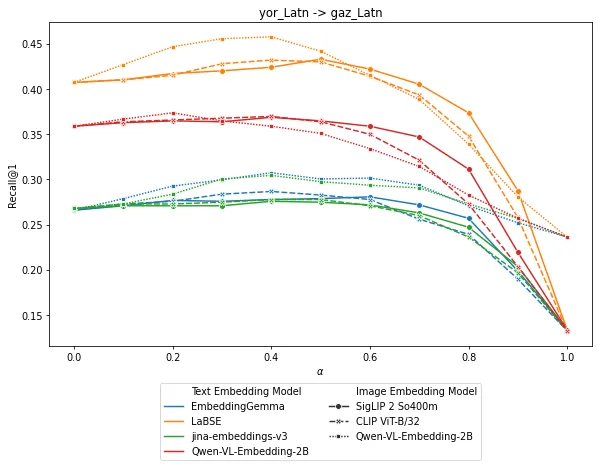 yor_Latn -> gaz_Latn
Recall@1
0.45
0.40
0.35
0.30
0.25
0.20
0.15
0.0 0.2 0.4 0.6 0.8 1.0
α
Text Embedding Model
EmbeddingGemma
LaBSE
jina-embeddings-v3
Qwen-VL-Embedding-2B
Image Embedding Model
SigLIP 2 So400m
CLIP ViT-B/32
Qwen-VL-Embedding-2B